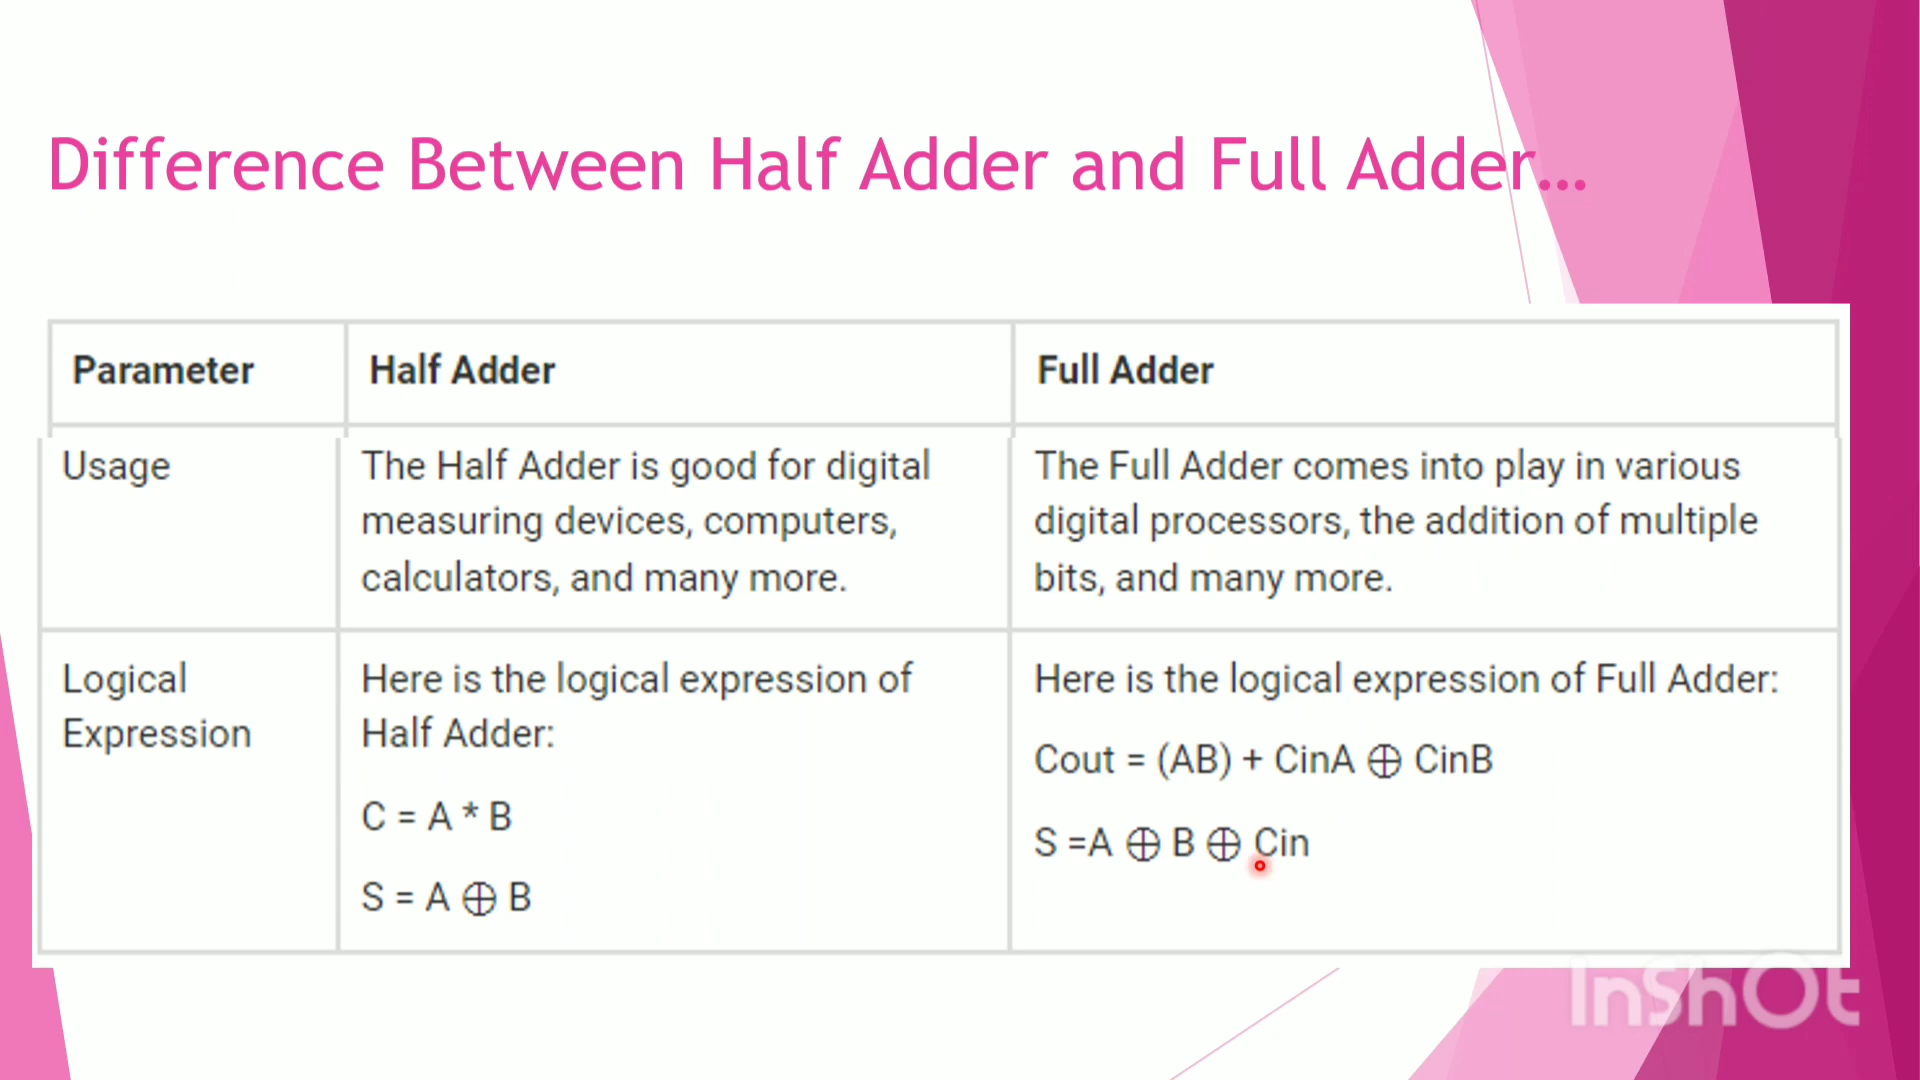 Difference Between Half Adder and Full Adder...
Parameter
Half Adder
Full Adder
Usage
The Half Adder is good for digital
measuring devices, computers,
calculators, and many more.
The Full Adder comes into play in various
digital processors, the addition of multiple
bits, and many more.
Logical
Expression
Here is the logical expression of
Half Adder:
C = A * B
S = A ⊕ B
Here is the logical expression of Full Adder:
Cout = (AB) + CinA ⊕ CinB
S =A ⊕ B ⊕ Cin
InShOt